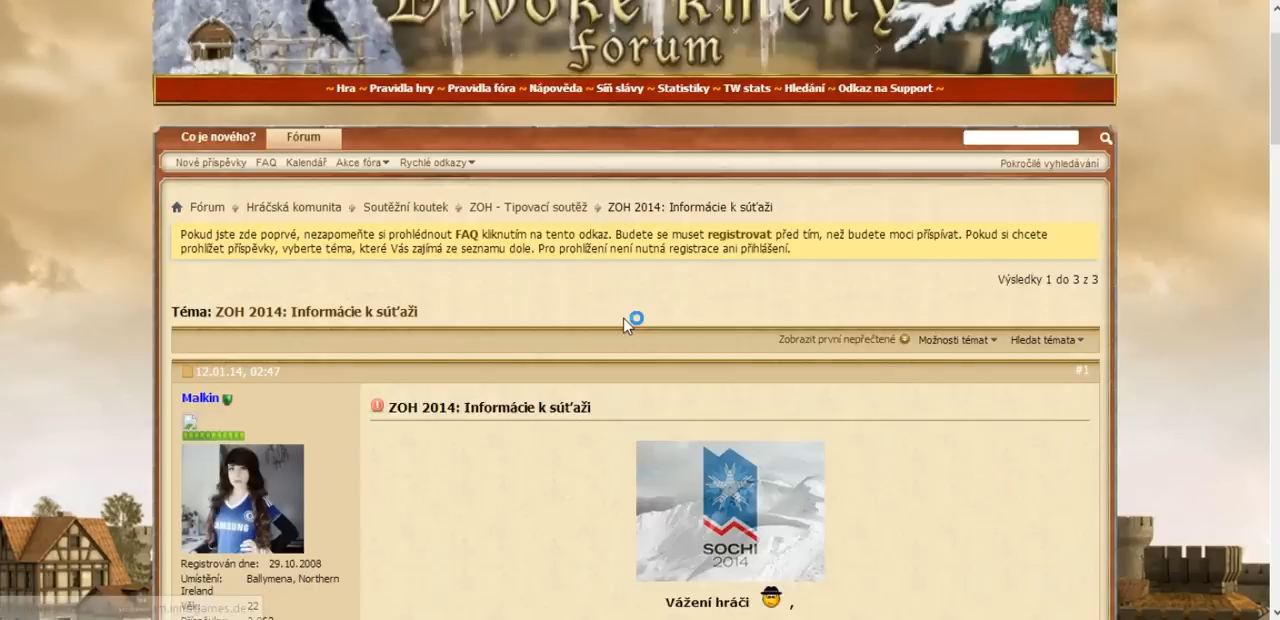 Divoké kmeny
forum
~ Hra ~ Pravidla hry ~ Pravidla fóra ~ Nápověda ~ Síň slávy ~ Statistiky ~ TW stats ~ Hledání ~ Odkaz na Support ~
Co je nového? Fórum
Nové příspěvky FAQ Kalendář Akce fóra Rychlé odkazy Pokročilé vyhledávání
Fórum Hráčská komunita Soutěžní koutek ZOH - Tipovací soutěž ZOH 2014: Informácie k súťaži
Pokud jste zde poprvé, nezapomeňte si prohlédnout FAQ kliknutím na tento odkaz. Budete se muset registrovat před tím, než budete moci příspívat. Pokud si chcete
prohlížet příspěvky, vyberte téma, které Vás zajímá ze seznamu dole. Pro prohlížení není nutná registrace ani přihlášení.
Výsledky 1 do 3 z 3
Téma: ZOH 2014: Informácie k súťaži
Zobrazit první nepřečtené Možnosti témat Hledat témata
12.01.14, 02:47 #1
Malkin
ZOH 2014: Informácie k súťaži
SAMSUNG
SOCHI
2014
Registrován dne: 29.10.2008
Umístění: Ballymena, Northern
Ireland
22
Vážení hráči ,